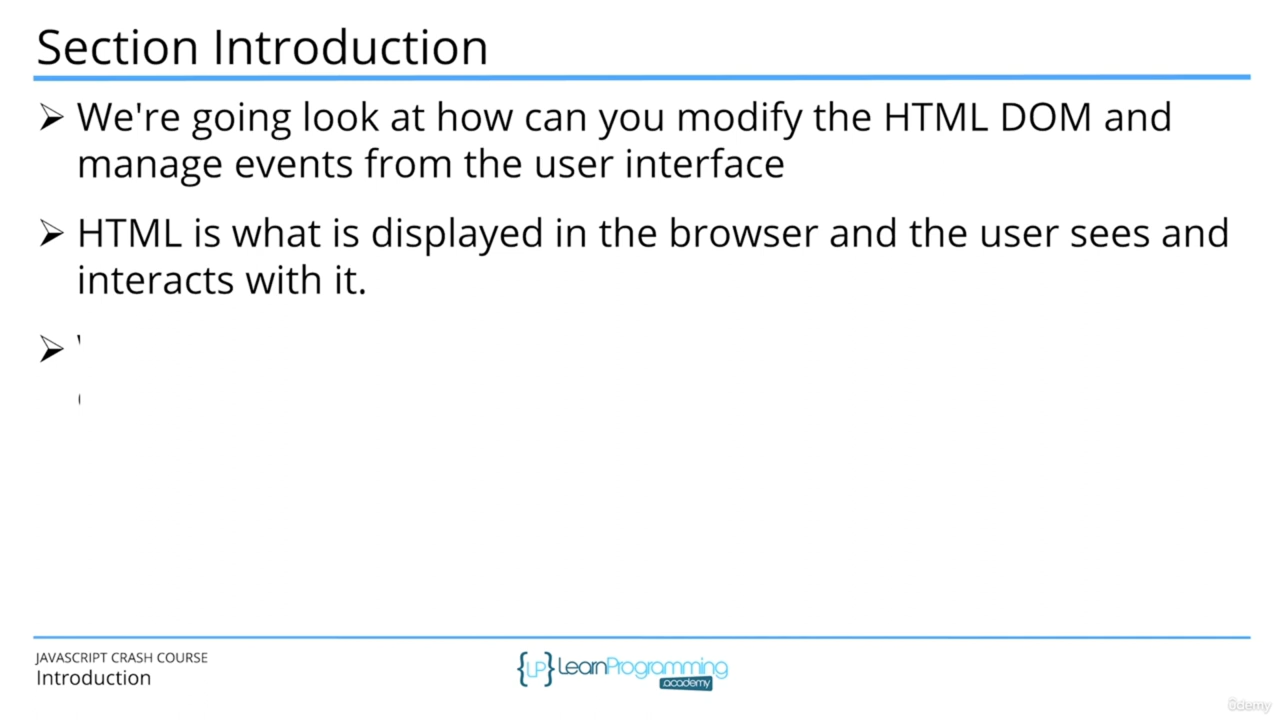 Section Introduction
We're going look at how can you modify the HTML DOM and
manage events from the user interface
HTML is what is displayed in the browser and the user sees and
interacts with it.
JAVASCRIPT CRASH COURSE
Introduction
{LP} LearnProgramming
academy
ûdemy